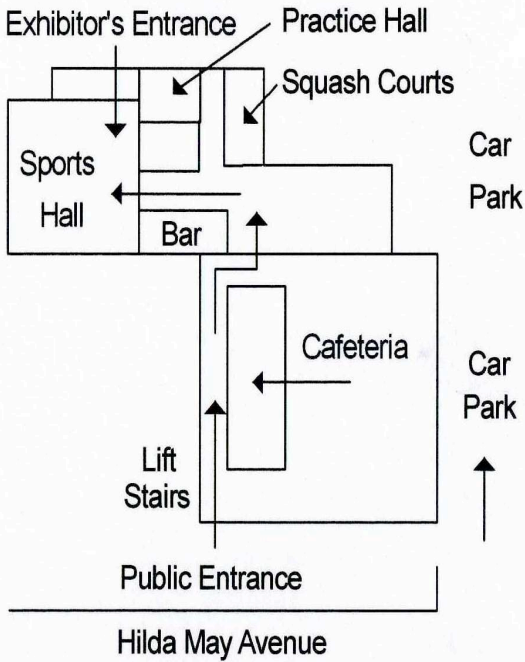 Exhibitor's Entrance
Practice Hall
Squash Courts
Sports
Hall
Car
Park
Bar
Cafeteria
Car
Park
Lift
Stairs
Public Entrance
Hilda May Avenue